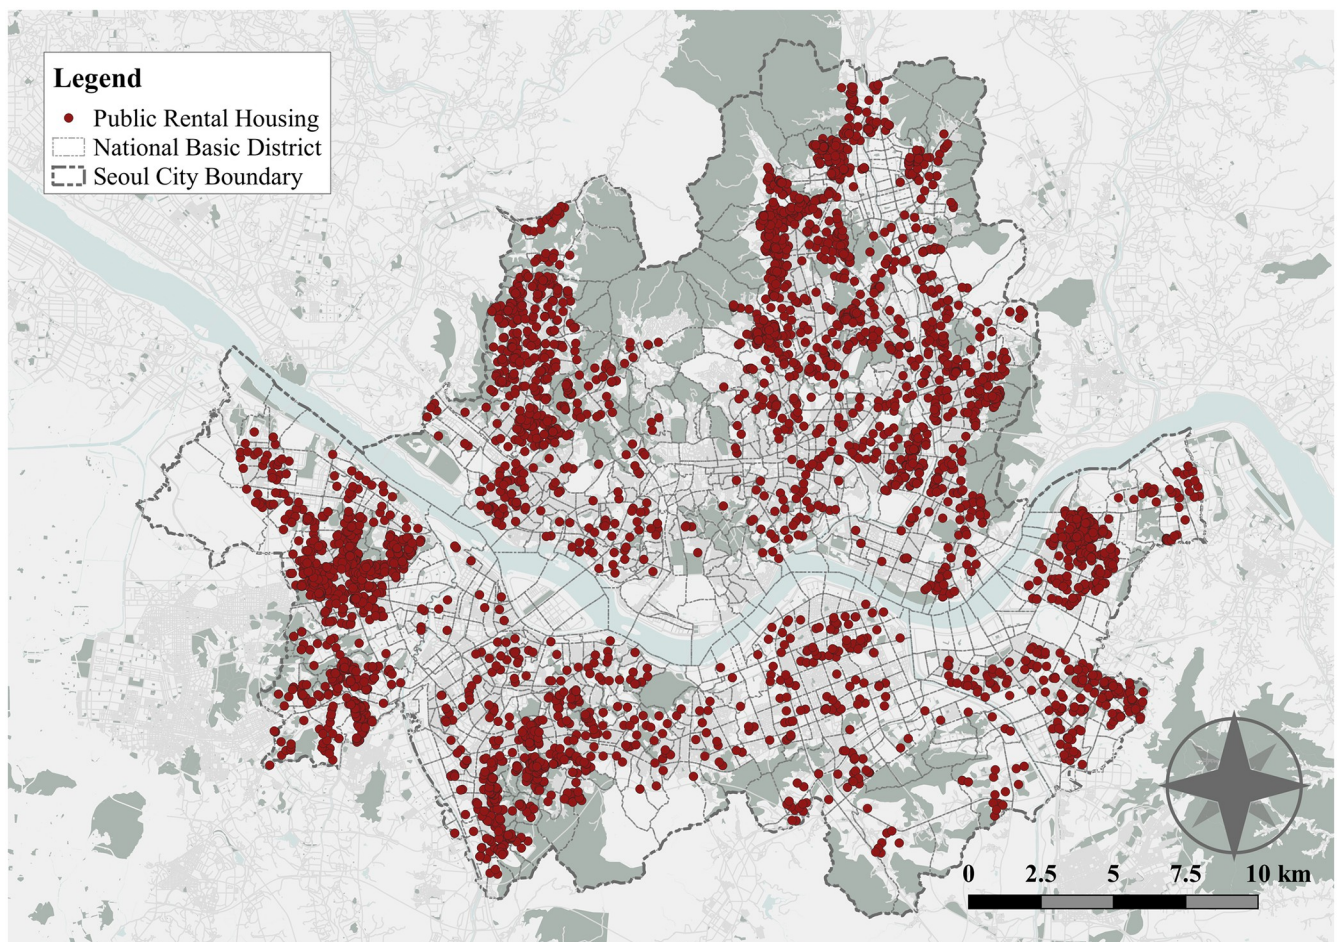 Legend
Public Rental Housing
National Basic District
Seoul City Boundary
0 2.5 5 7.5 10 km